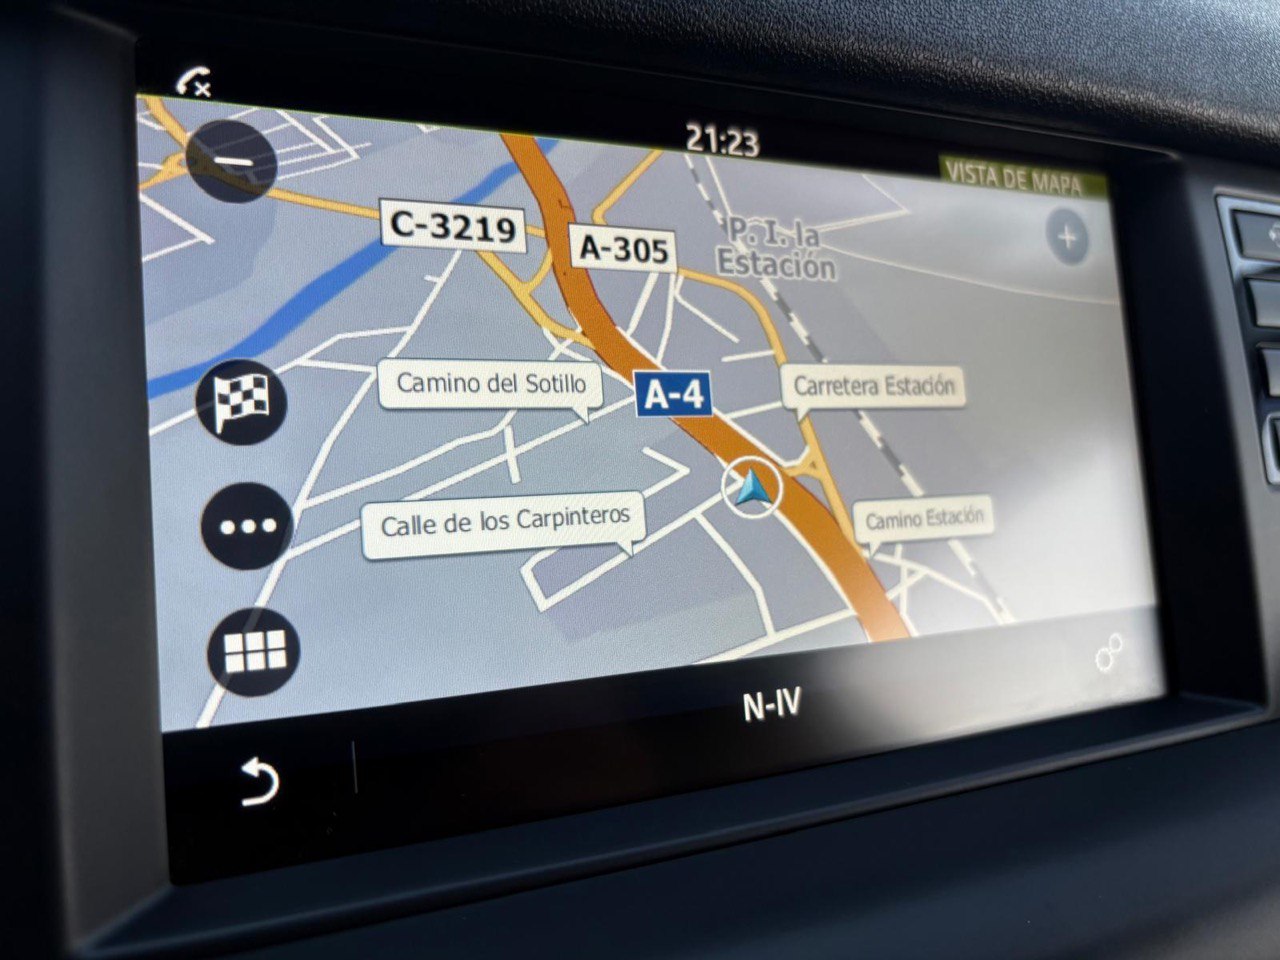 21:23
VISTA DE MAPA
C-3219
A-305
P. I. la
Estación
Camino del Sotillo
A-4
Carretera Estación
Calle de los Carpinteros
Camino Estación
N-IV